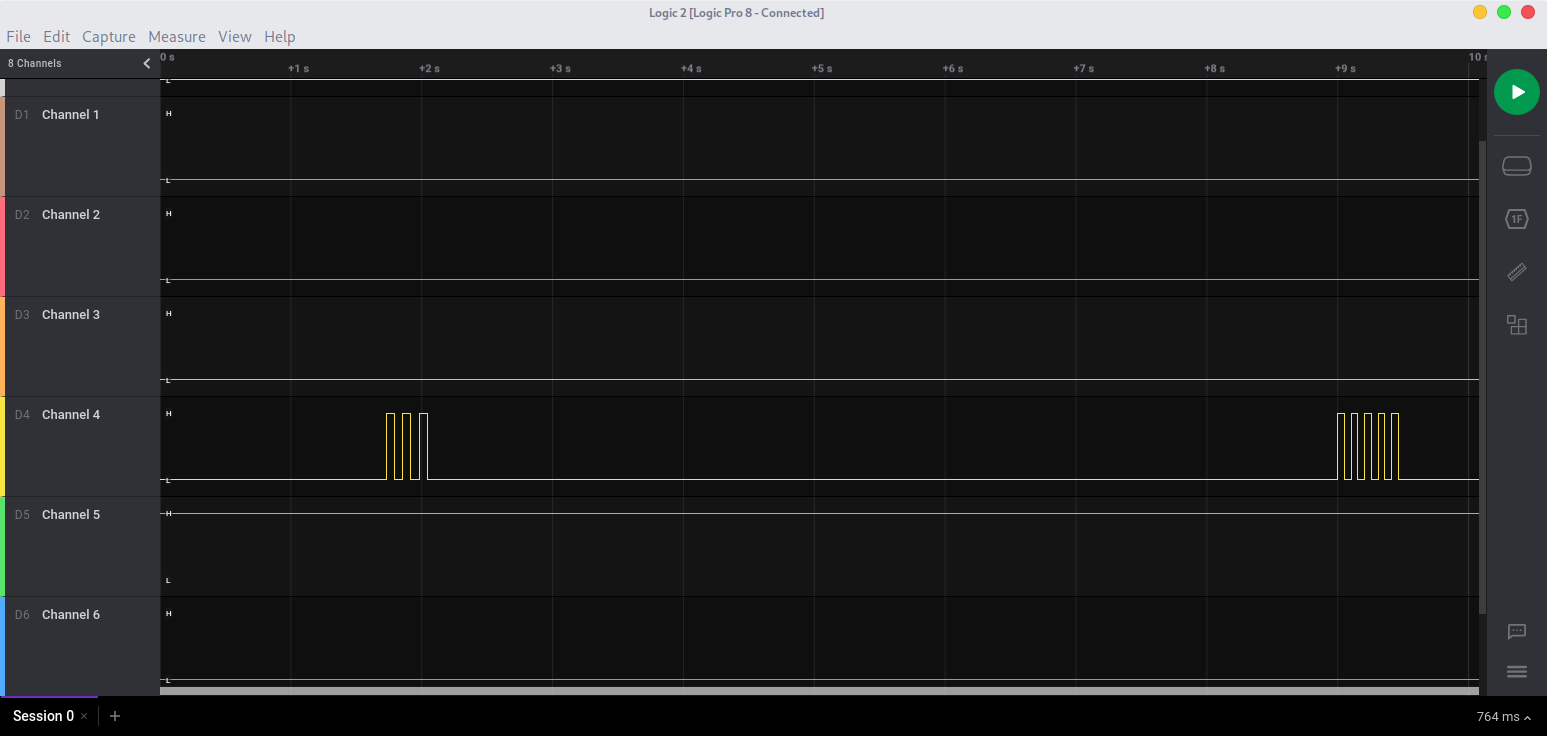 Logic 2 [Logic Pro 8 - Connected]
File Edit Capture Measure View Help
8 Channels
0 s
+1 s +2 s +3 s +4 s +5 s +6 s +7 s +8 s +9 s 10 s
L
D1 Channel 1 H
L
D2 Channel 2 H
L
D3 Channel 3 H
L
D4 Channel 4 H
L
D5 Channel 5 H
L
D6 Channel 6 H
L
1F
Session 0 × +
764 ms